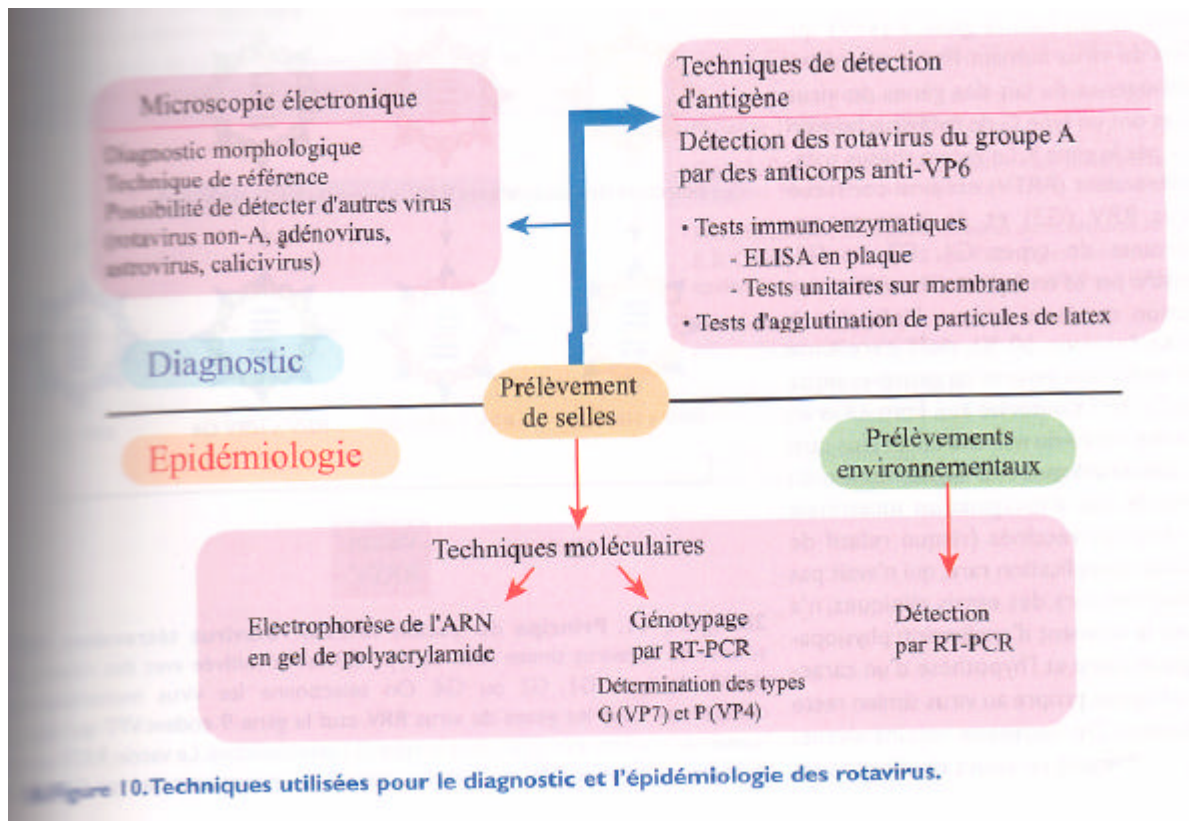 Microscopie électronique
Diagnostic morphologique
Technique de référence
Possibilité de détecter d'autres virus
(rotavirus non-A, adénovirus,
astrovirus, calicivirus)
Techniques de détection
d'antigène
Détection des rotavirus du groupe A
par des anticorps anti-VP6
• Tests immunoenzymatiques
- ELISA en plaque
- Tests unitaires sur membrane
• Tests d'agglutination de particules de latex
Diagnostic
Prélèvement
de selles
Epidémiologie
Prélèvements
environnementaux
Techniques moléculaires
Electrophorèse de l'ARN
en gel de polyacrylamide
Génotypage
par RT-PCR
Détermination des types
G (VP7) et P (VP4)
Détection
par RT-PCR
Figure 10. Techniques utilisées pour le diagnostic et l'épidémiologie des rotavirus.